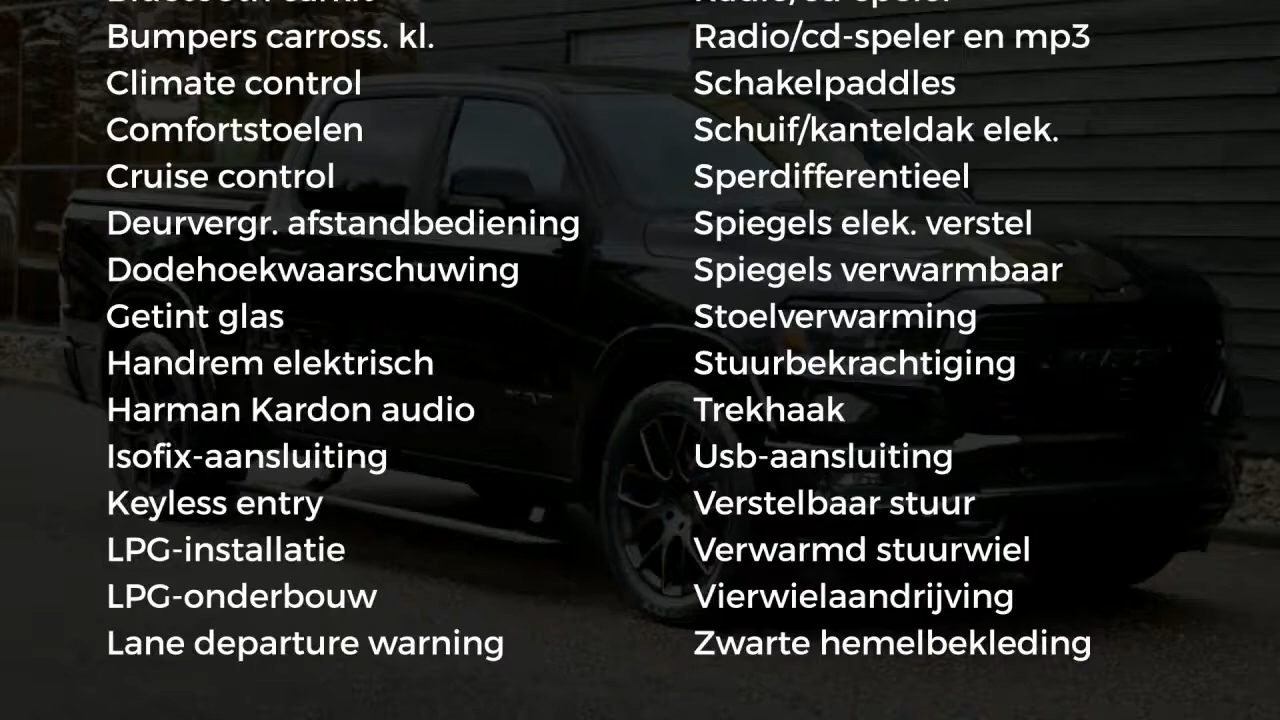 Bumpers carross. kl.
Climate control
Comfortstoelen
Cruise control
Deurvergr. afstandbediening
Dodehoekwaarschuwing
Getint glas
Handrem elektrisch
Harman Kardon audio
Isofix-aansluiting
Keyless entry
LPG-installatie
LPG-onderbouw
Lane departure warning
Radio/cd-speler en mp3
Schakelpaddles
Schuif/kanteldak elek.
Sperdifferentieel
Spiegels elek. verstel
Spiegels verwarmbaar
Stoelverwarming
Stuurbekrachtiging
Trekhaak
Usb-aansluiting
Verstelbaar stuur
Verwarmd stuurwiel
Vierwielaandrijving
Zwarte hemelbekleding